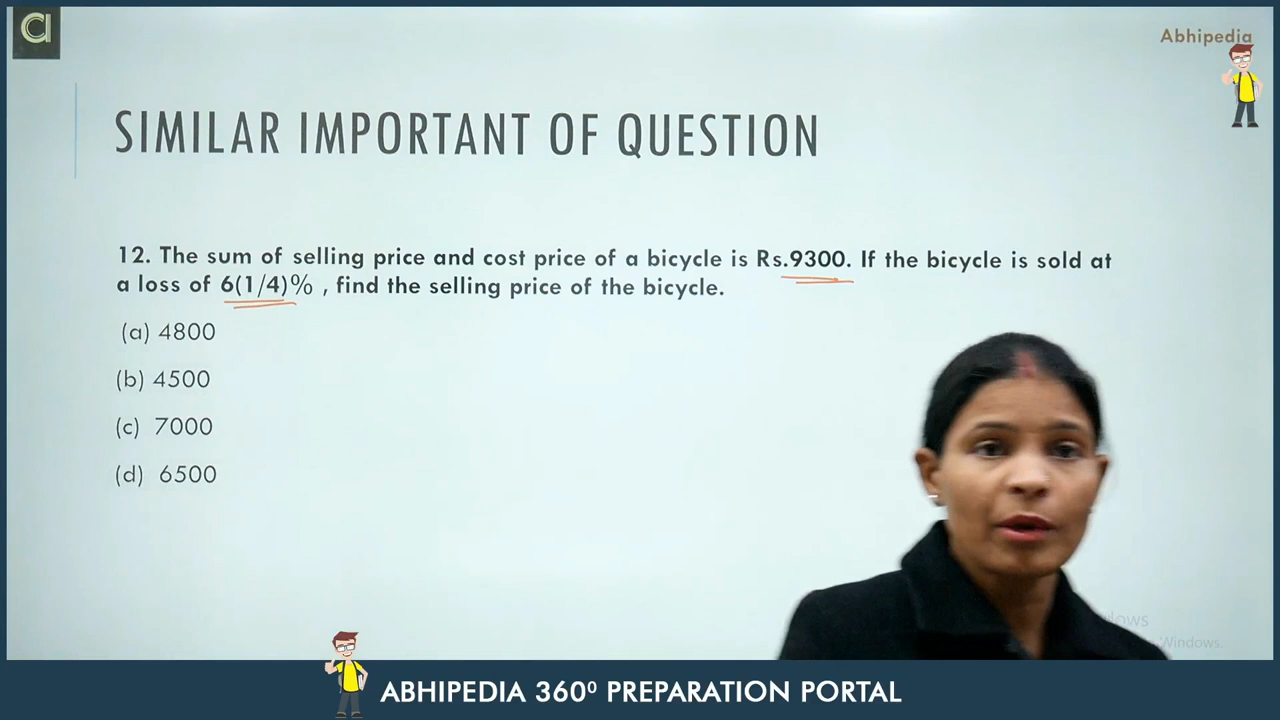 a
Abhipedia
SIMILAR IMPORTANT OF QUESTION
12. The sum of selling price and cost price of a bicycle is Rs.9300. If the bicycle is sold at
a loss of 6(1/4)% , find the selling price of the bicycle.
(a) 4800
(b) 4500
(c) 7000
(d) 6500
Windows.
ABHIPEDIA 360⁰ PREPARATION PORTAL